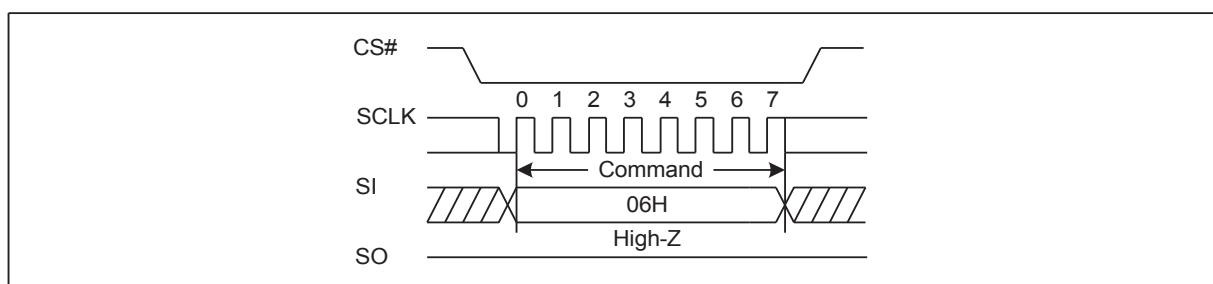 CS#
0 1 2 3 4 5 6 7
SCLK
Command
SI
06H
High-Z
SO